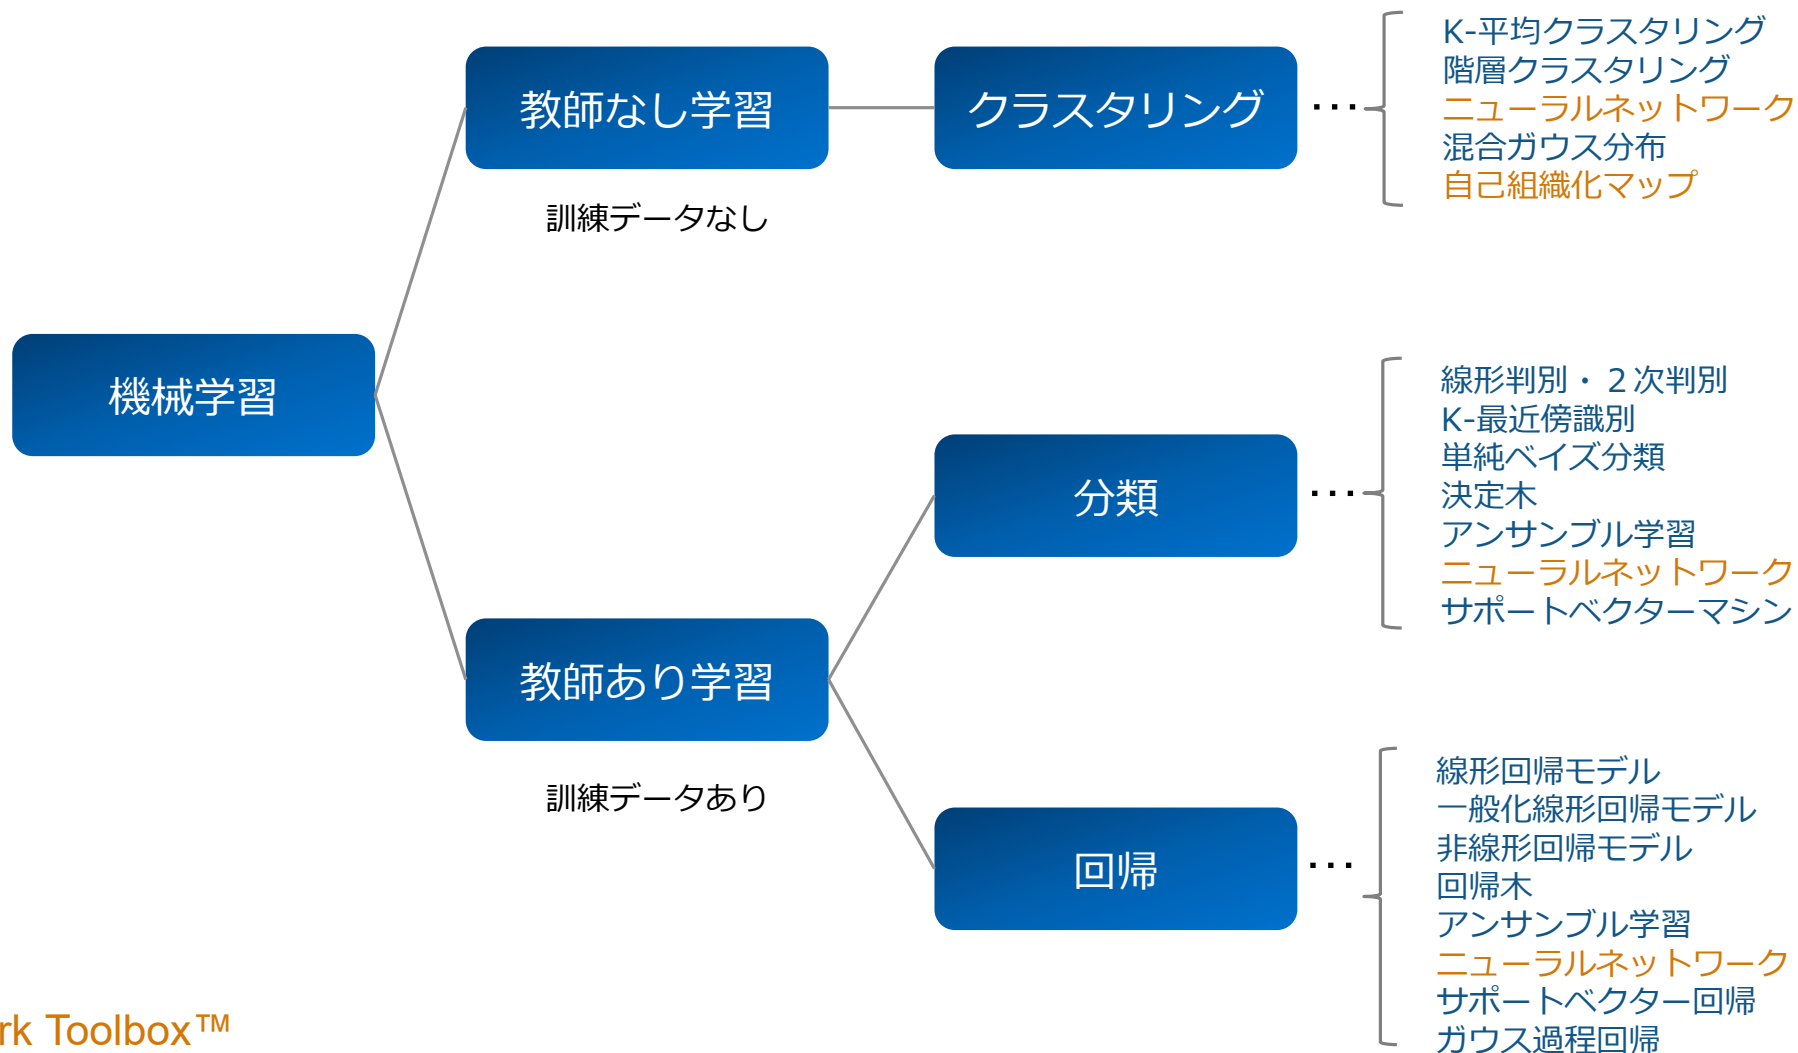 機械学習
教師なし学習
訓練データなし
クラスタリング
...
K-平均クラスタリング
階層クラスタリング
ニューラルネットワーク
混合ガウス分布
自己組織化マップ
教師あり学習
訓練データあり
分類
...
線形判別・２次判別
K-最近傍識別
単純ベイズ分類
決定木
アンサンブル学習
ニューラルネットワーク
サポートベクターマシン
回帰
...
線形回帰モデル
一般化線形回帰モデル
非線形回帰モデル
回帰木
アンサンブル学習
ニューラルネットワーク
サポートベクター回帰
ガウス過程回帰
rk Toolbox™